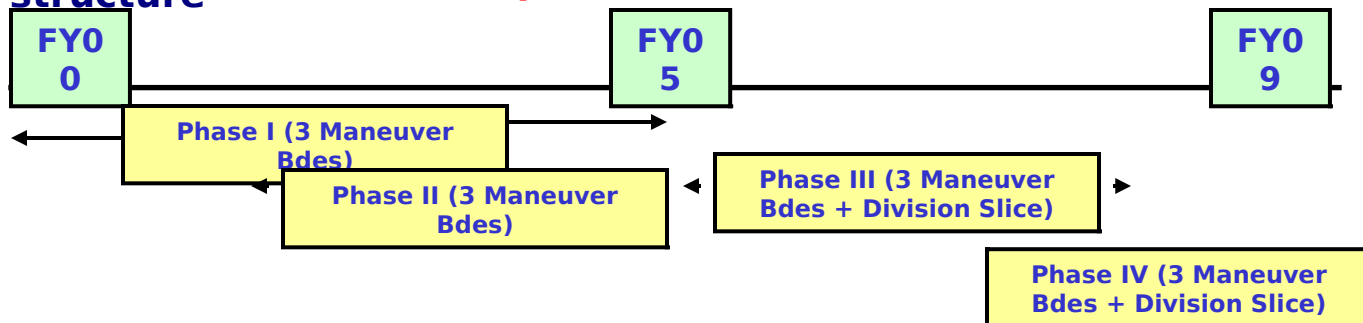 structure
FY0
0
FY0
5
FY0
9
Phase I (3 Maneuver
Bdes)
Phase II (3 Maneuver
Bdes)
Phase III (3 Maneuver
Bdes + Division Slice)
Phase IV (3 Maneuver
Bdes + Division Slice)